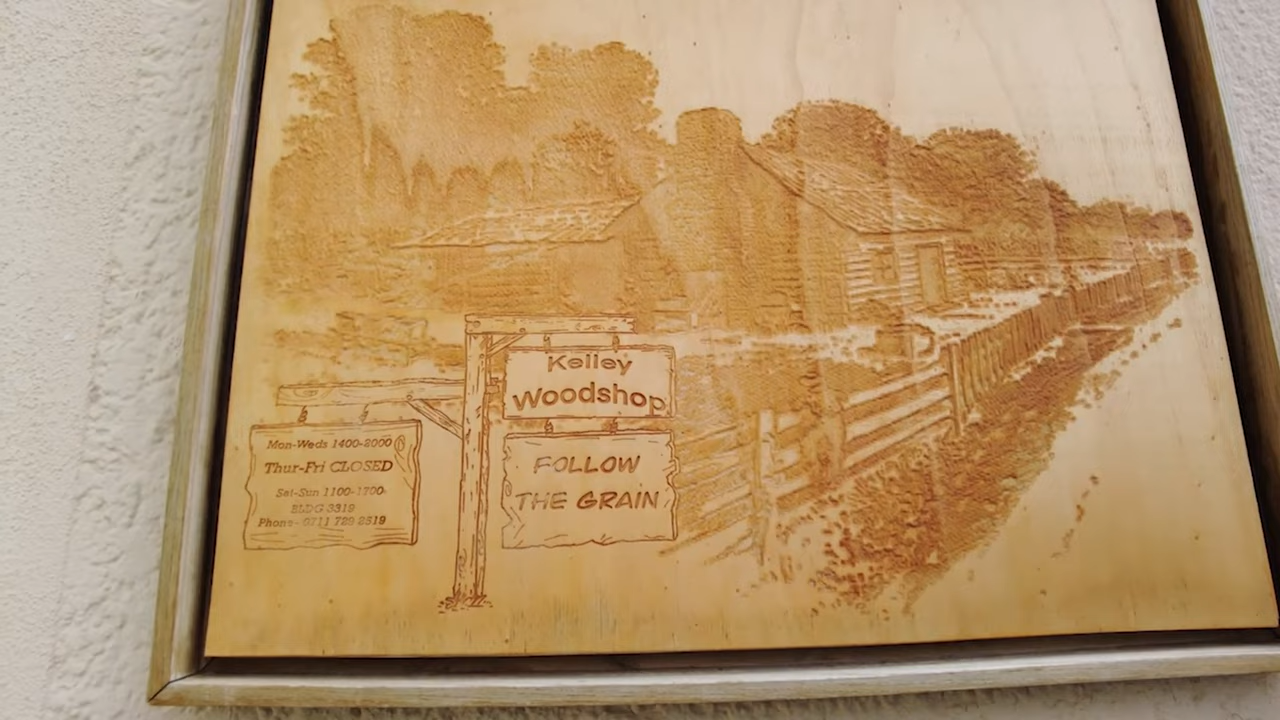 Kelley
Woodshop
FOLLOW
THE GRAIN
Mon-Weds 1400-2000
Thur-Fri CLOSED
Sat-Sun 1100-1700
BLDG 3319
Phone- 0711 729 2519